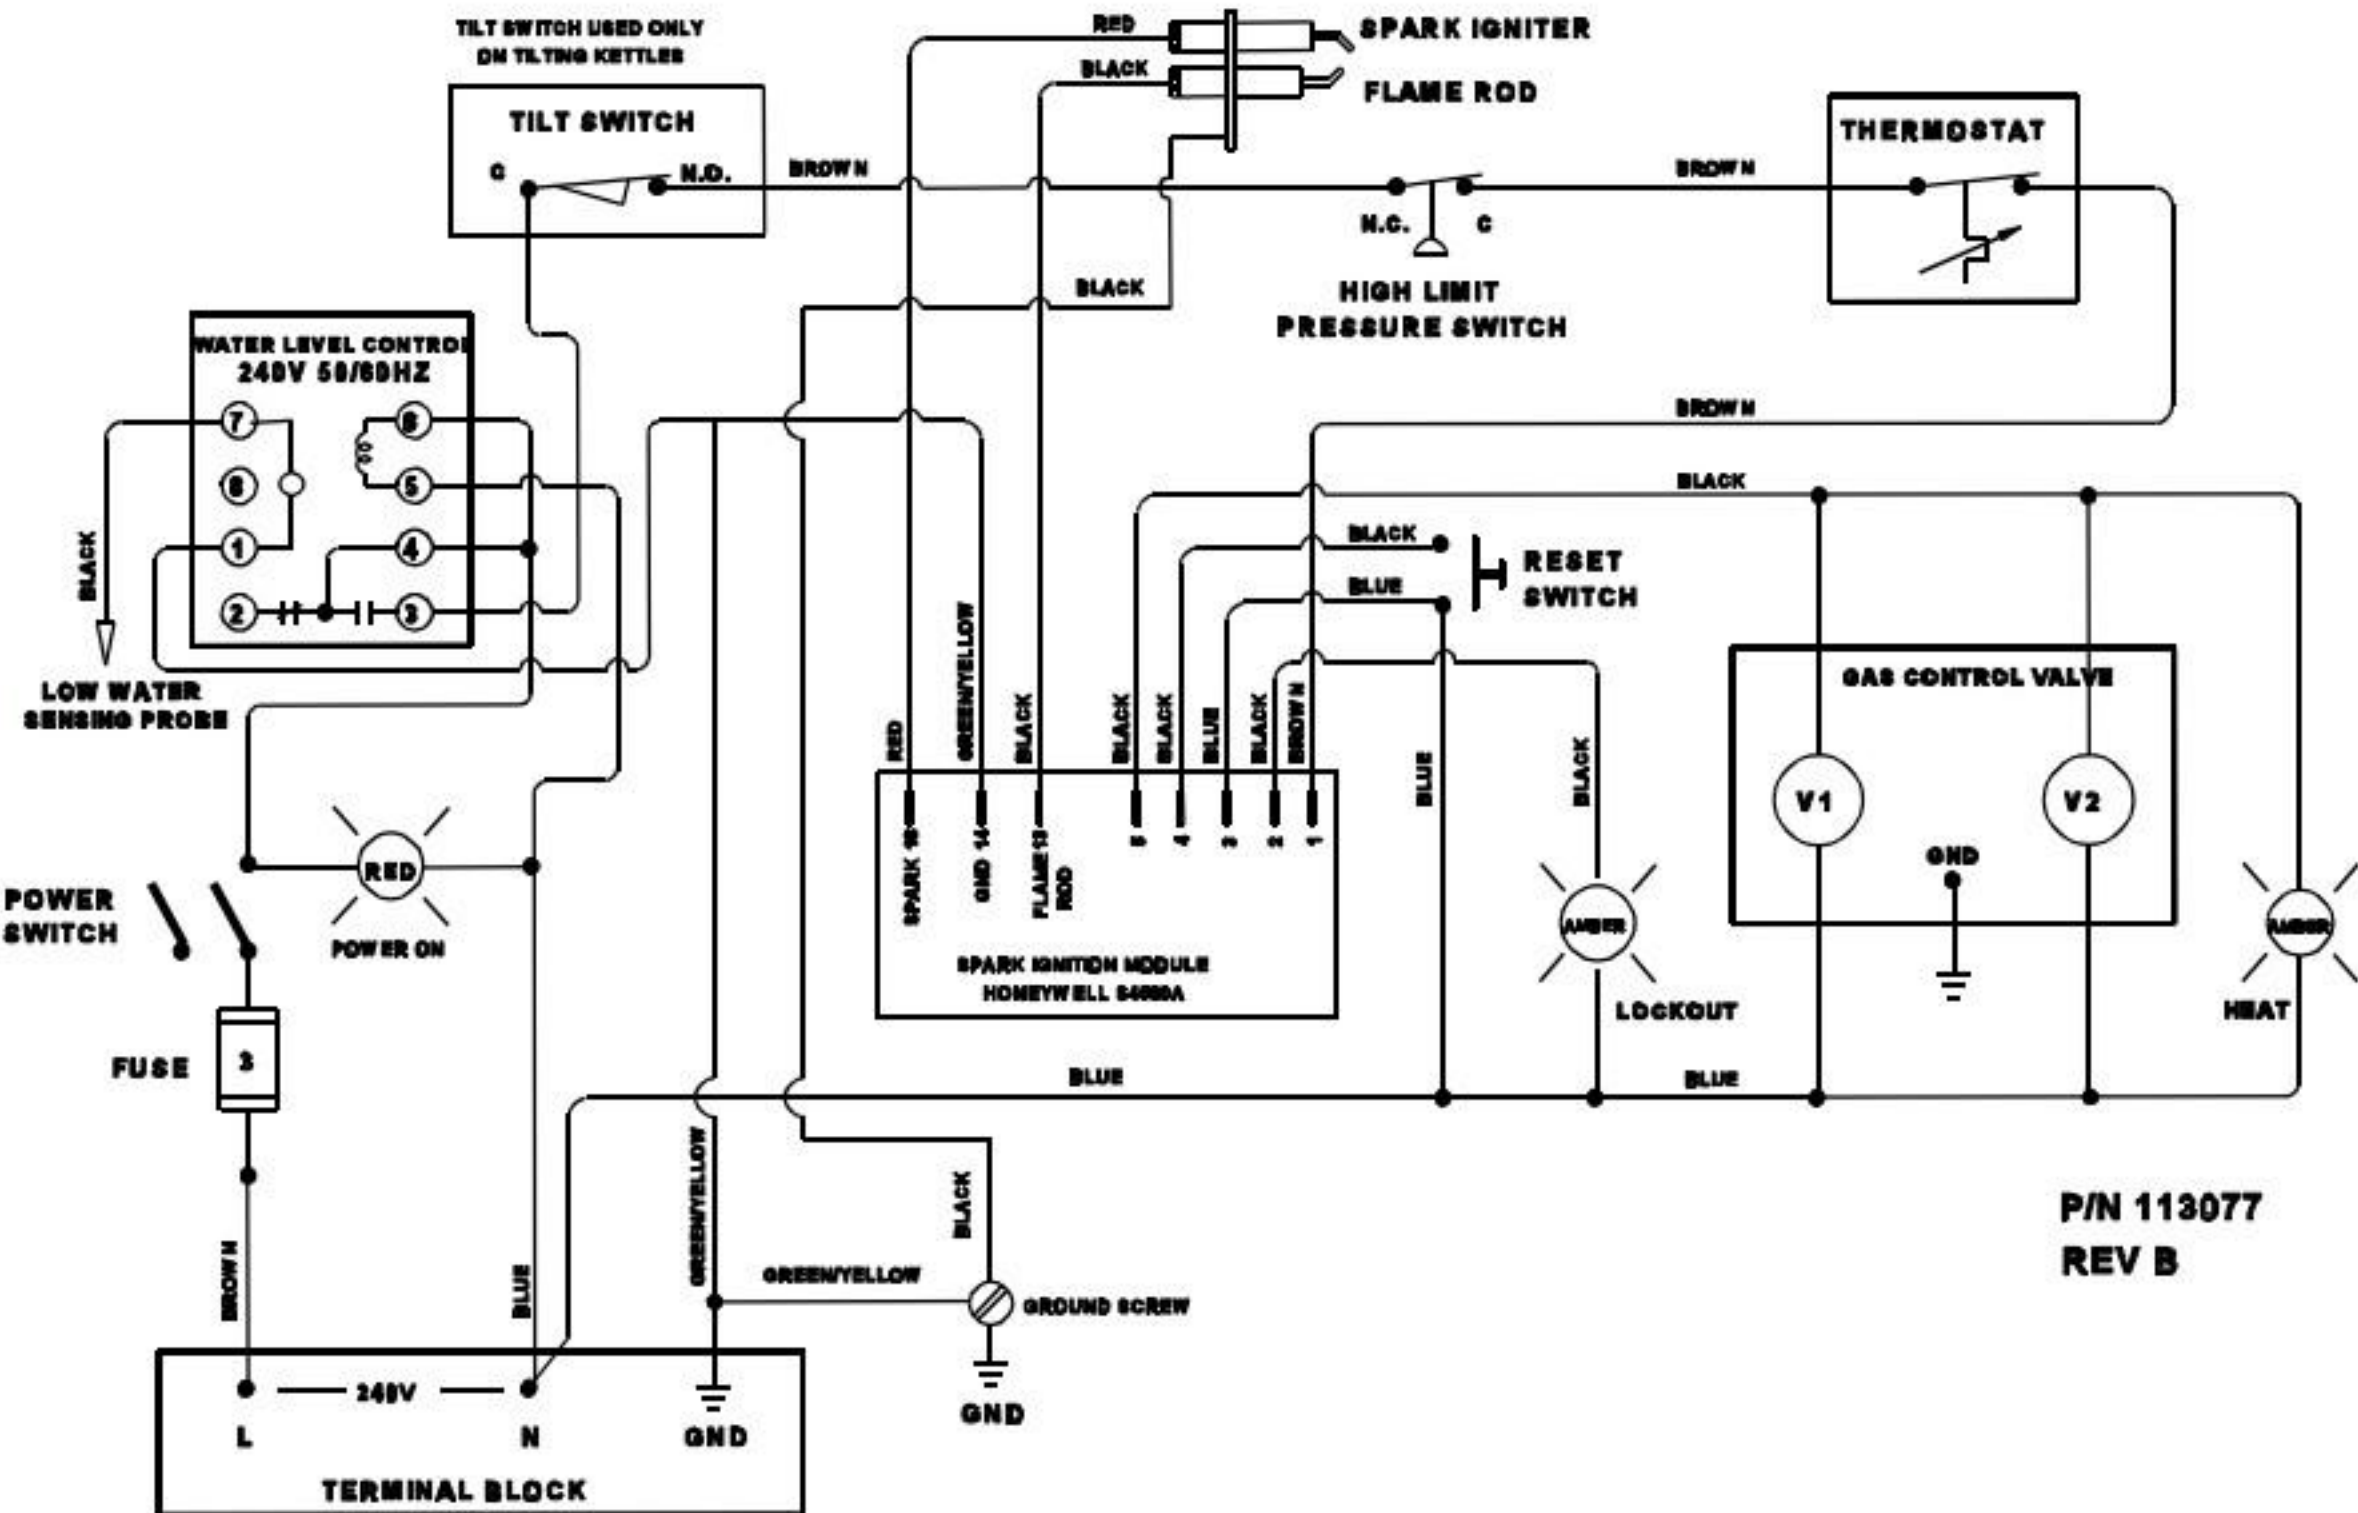 TILT SWITCH USED ONLY
ON TILTING KETTLES
TILT SWITCH
C
N.O.
BROWN
RED
BLACK
SPARK IGNITER
FLAME ROD
N.C.
C
HIGH LIMIT
PRESSURE SWITCH
BROWN
THERMOSTAT
BLACK
BROWN
WATER LEVEL CONTROL
240V 50/60HZ
7
6
5
1
4
2
3
BLACK
LOW WATER
SENSING PROBE
BLACK
BLACK
BLUE
RESET
SWITCH
RED
GREEN/YELLOW
BLACK
BLACK
BLACK
BLUE
BLACK
BROWN
SPARK
GND 14
FLAME
ROD
5
4
3
2
1
SPARK IGNITION MODULE
HONEYWELL
BLUE
BLACK
AMBER
LOCKOUT
GAS CONTROL VALVE
V1
V2
GND
AMBER
HEAT
RED
POWER ON
POWER
SWITCH
FUSE
3
BROWN
BLUE
GREEN/YELLOW
BLUE
BLUE
BLACK
GREEN/YELLOW
GROUND SCREW
GND
240V
L
N
GND
TERMINAL BLOCK
P/N 113077
REV B